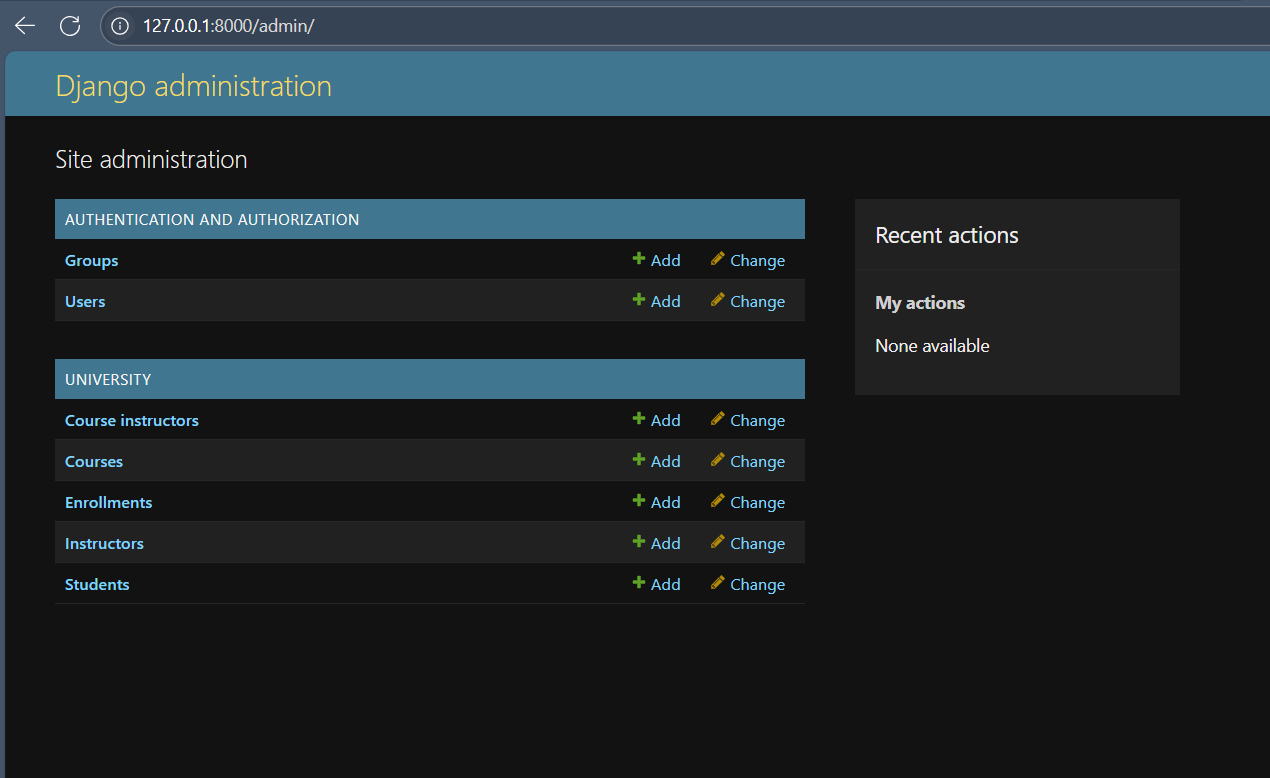 127.0.0.1:8000/admin/
Django administration
Site administration
AUTHENTICATION AND AUTHORIZATION
Groups Add Change
Users Add Change
UNIVERSITY
Course instructors Add Change
Courses Add Change
Enrollments Add Change
Instructors Add Change
Students Add Change
Recent actions
My actions
None available